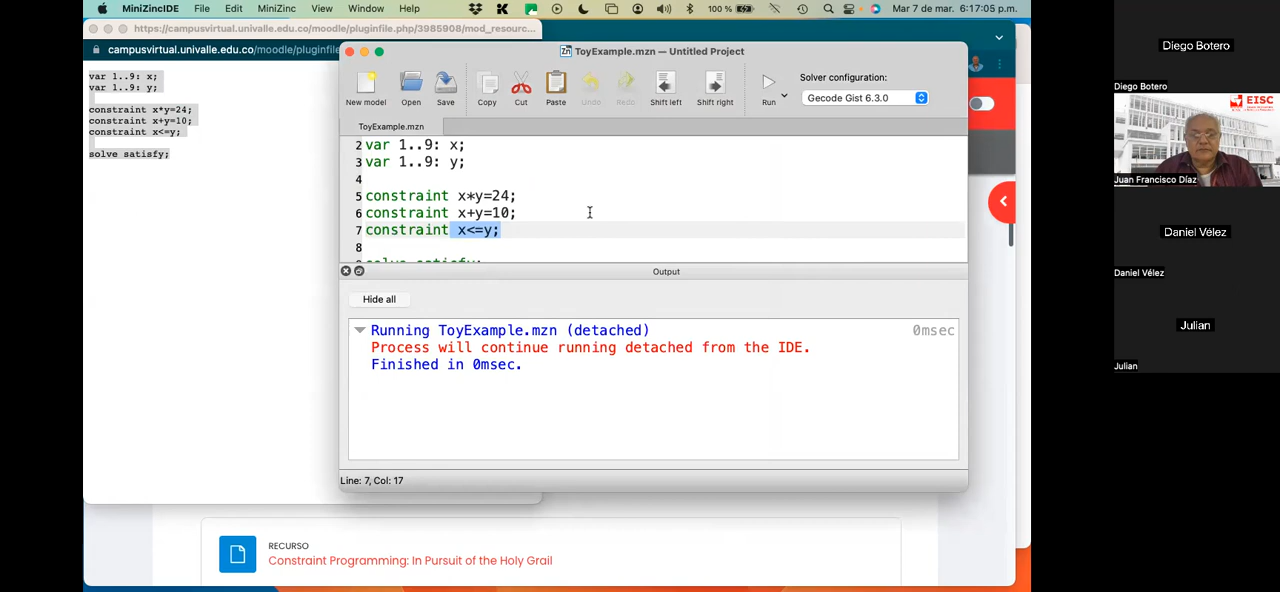 MiniZincIDE File Edit MiniZinc View Window Help 100 % Mar 7 de mar. 6:17:05 p.m.
https://campusvirtual.univalle.edu.co/moodle/pluginfile.php/3985908/mod_resourc...
campusvirtual.univalle.edu.co/moodle/pluginfile
var 1..9: x;
var 1..9: y;
constraint x*y=24;
constraint x+y=10;
constraint x<=y;
solve satisfy;
ToyExample.mzn — Untitled Project
New model Open Save Copy Cut Paste Undo Redo Shift left Shift right Run
Solver configuration:
Gecode Gist 6.3.0
ToyExample.mzn
2 var 1..9: x;
3 var 1..9: y;
4
5 constraint x*y=24;
6 constraint x+y=10;
7 constraint x<=y;
8
solve satisfy;
Output
Hide all
Running ToyExample.mzn (detached) 0msec
Process will continue running detached from the IDE.
Finished in 0msec.
Line: 7, Col: 17
RECURSO
Constraint Programming: In Pursuit of the Holy Grail
Diego Botero
Diego Botero
EISC
Juan Francisco Díaz
Daniel Vélez
Daniel Vélez
Julian
Julian